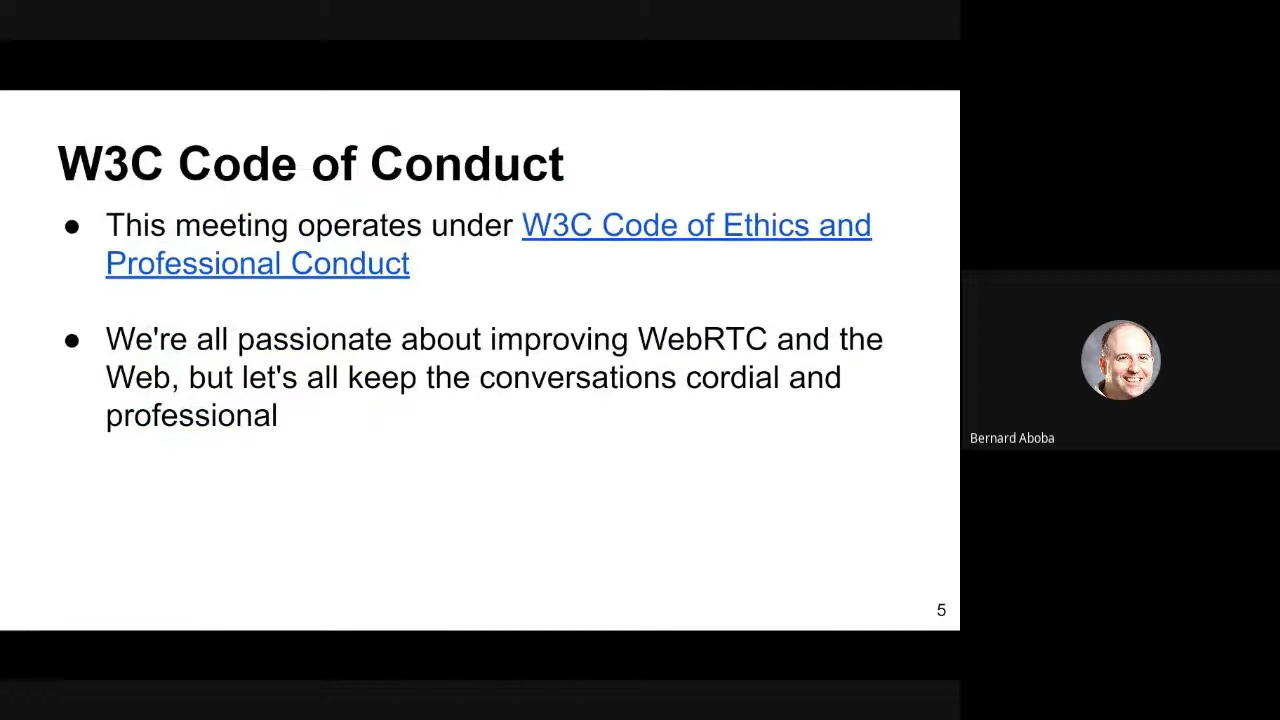 W3C Code of Conduct
● This meeting operates under W3C Code of Ethics and
Professional Conduct
● We're all passionate about improving WebRTC and the
Web, but let's all keep the conversations cordial and
professional
5
Bernard Aboba